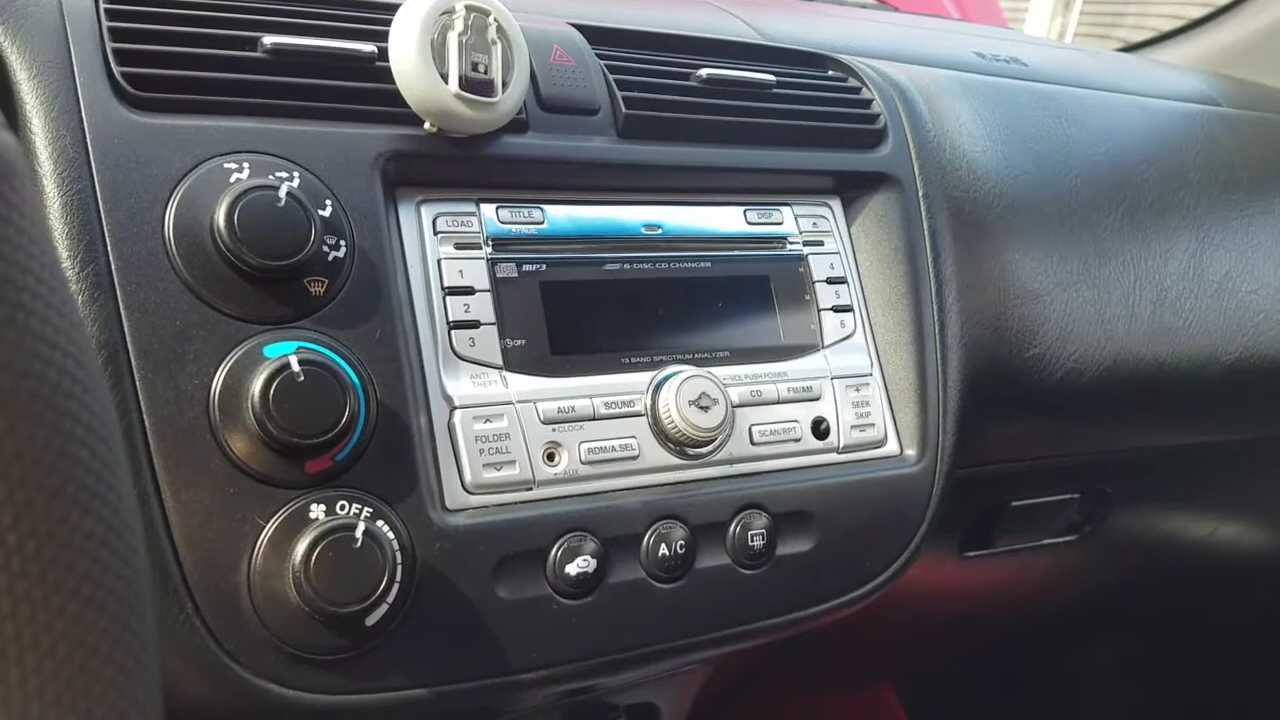 LOAD
TITLE
PAGE
DISP
1
2
3
MP3
6-DISC CD CHANGER
4
5
6
OFF
13 BAND SPECTRUM ANALYZER
ANTI
THEFT
VOL PUSH POWER
AUX
SOUND
CLOCK
CD
FM/AM
FOLDER
P.CALL
RDM/A.SEL
AUX
SCAN/RPT
SEEK
SKIP
OFF
A/C